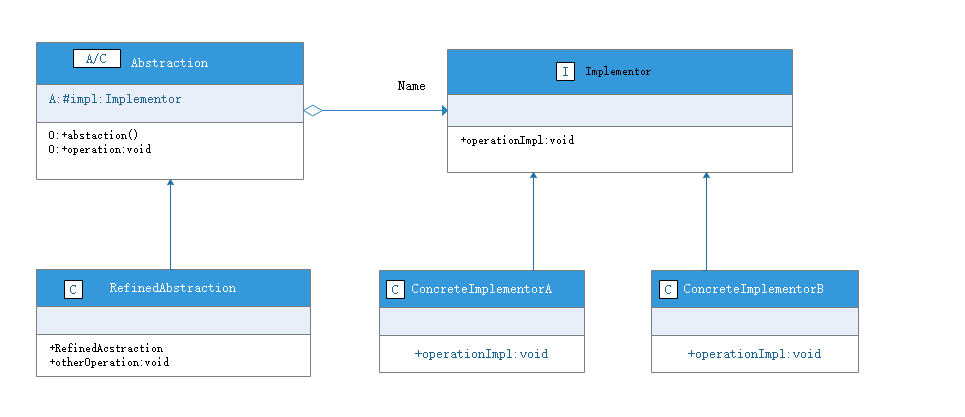 A/C Abstraction
A:#impl:Implementor
O:+abstaction()
O:+operation:void
Name
I Implementor
+operationImpl:void
C RefinedAbstraction
+RefinedAcstraction
+otherOperation:void
C ConcreteImplementorA
+operationImpl:void
C ConcreteImplementorB
+operationImpl:void